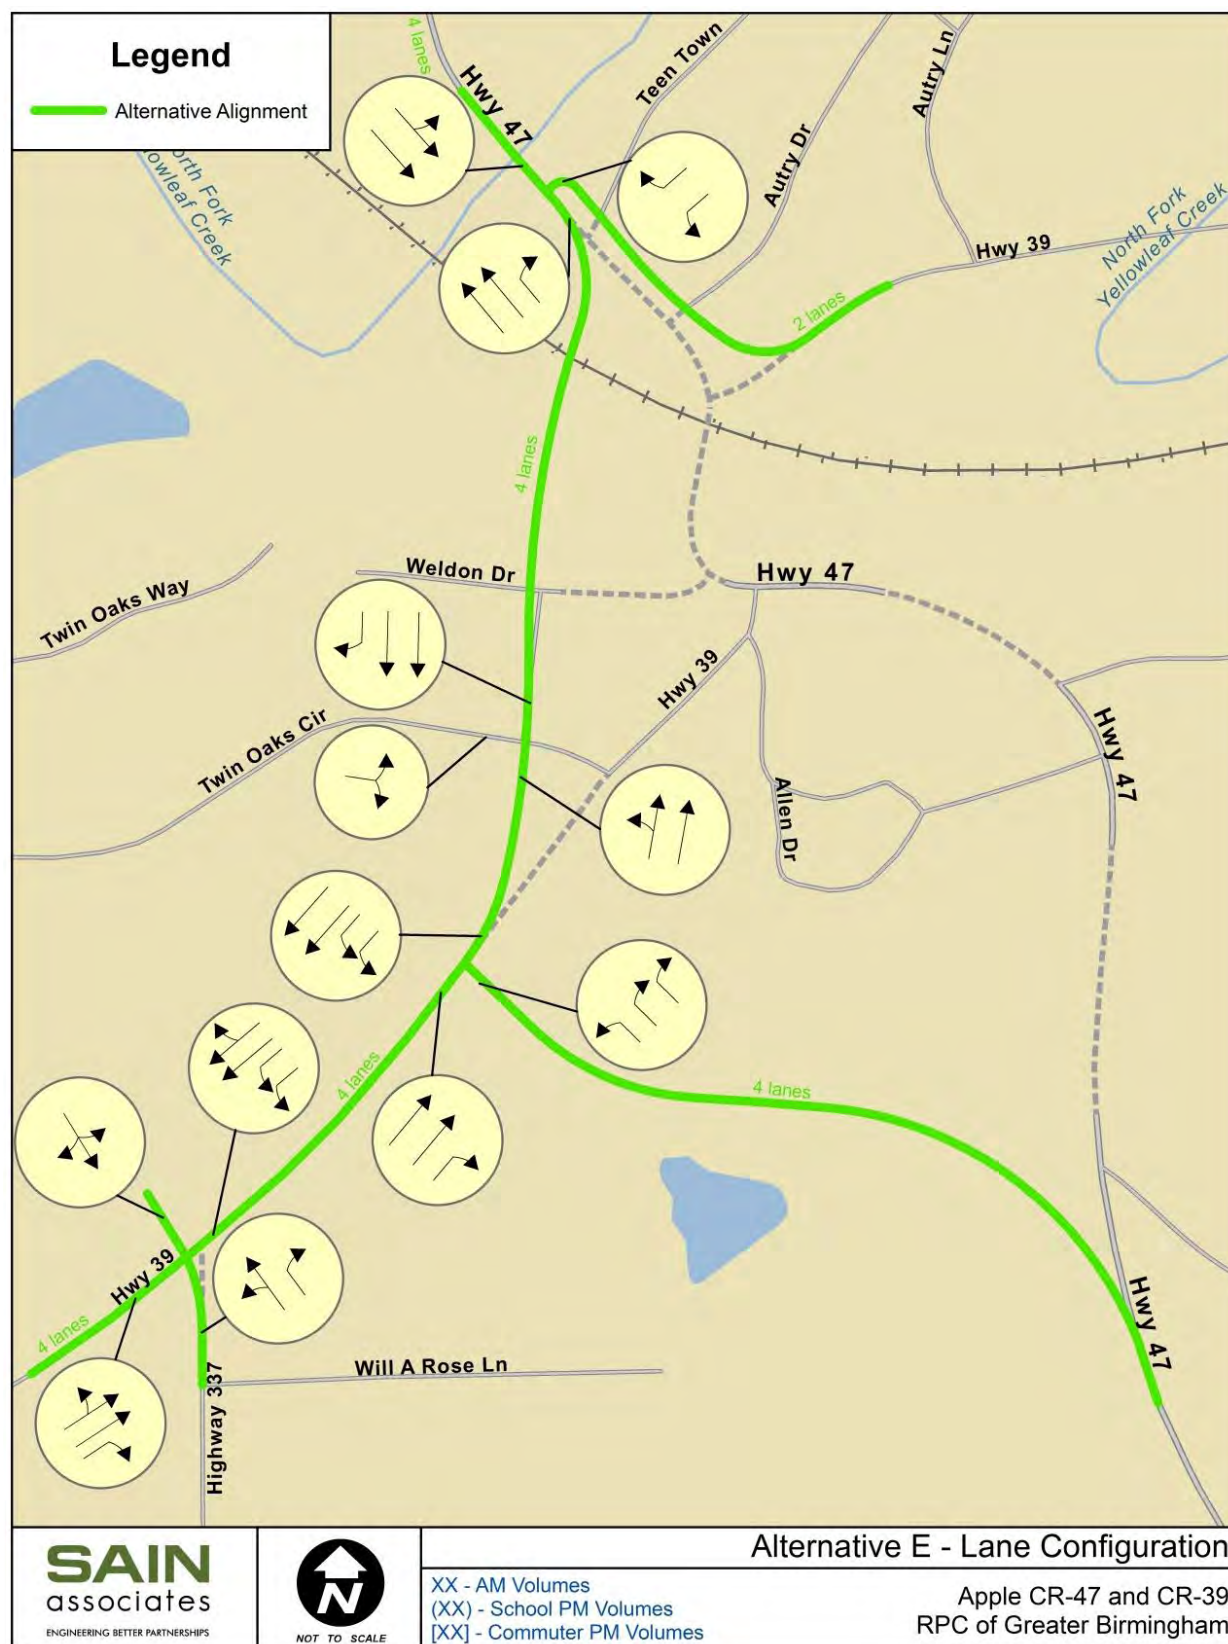 Legend
Alternative Alignment
4 lanes
Hwy 47
Teen Town
Autry Ln
Autry Dr
North Fork
Yellowleaf Creek
Hwy 39
2 lanes
4 lanes
Weldon Dr
Hwy 47
Twin Oaks Way
Hwy 39
Twin Oaks Cir
Hwy 47
Allen Dr
4 lanes
4 lanes
Hwy 39
4 lanes
Hwy 47
Will A Rose Ln
Highway 337
SAIN
associates
ENGINEERING BETTER PARTNERSHIPS
N
NOT TO SCALE
Alternative E - Lane Configuration
XX - AM Volumes
(XX) - School PM Volumes
[XX] - Commuter PM Volumes
Apple CR-47 and CR-39
RPC of Greater Birmingham